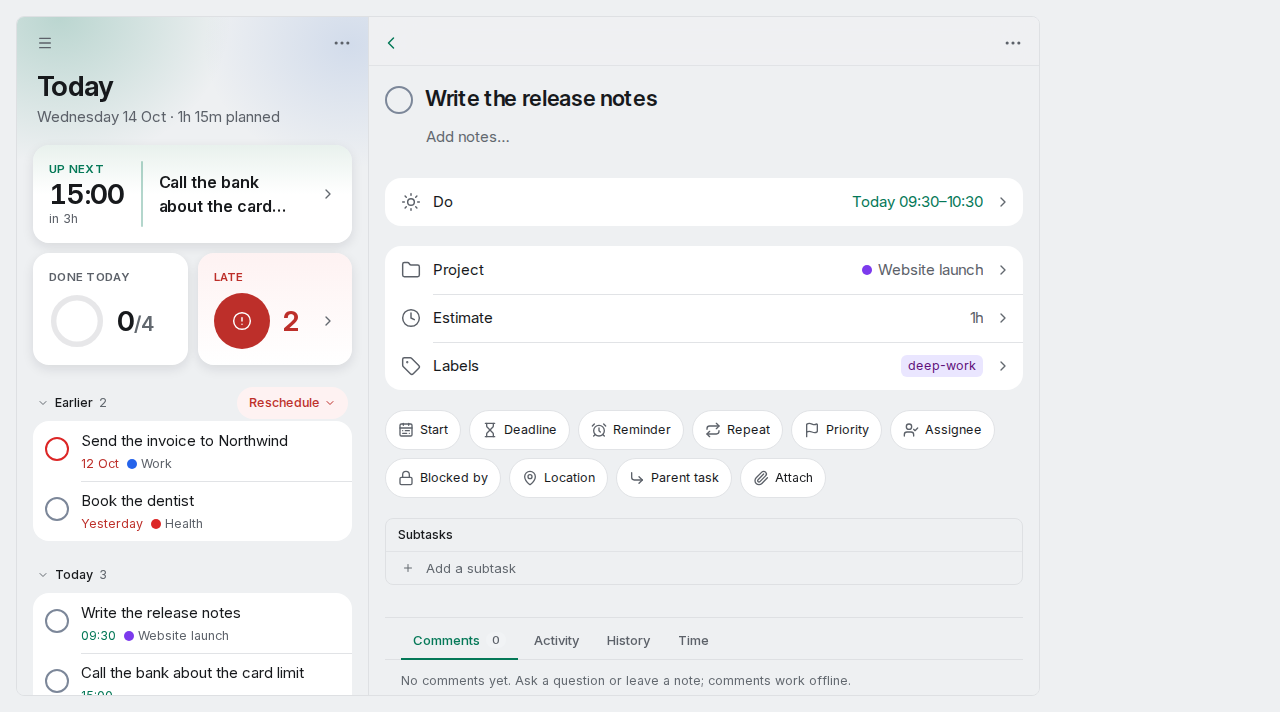 Today
Wednesday 14 Oct · 1h 15m planned
UP NEXT
15:00
in 3h
Call the bank
about the card…
DONE TODAY
0/4
LATE
2
Earlier 2
Reschedule
Send the invoice to Northwind
12 Oct Work
Book the dentist
Yesterday Health
Today 3
Write the release notes
09:30 Website launch
Call the bank about the card limit
15:00
Write the release notes
Add notes...
Do Today 09:30–10:30
Project Website launch
Estimate 1h
Labels deep-work
Start Deadline Reminder Repeat Priority Assignee
Blocked by Location Parent task Attach
Subtasks
Add a subtask
Comments 0 Activity History Time
No comments yet. Ask a question or leave a note; comments work offline.